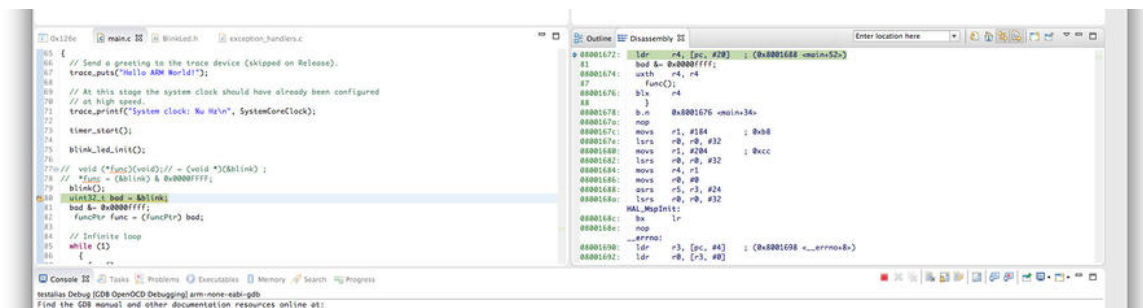 0x126e main.c BlinkLed.h exception_handlers.c
65 {
66 // Send a greeting to the trace device (skipped on Release).
67 trace_puts("Hello ARM World!");
68
69 // At this stage the system clock should have already been configured
70 // at high speed.
71 trace_printf("System clock: %u Hz\n", SystemCoreClock);
72
73 timer_start();
74
75 blink_led_init();
76
77 // void (*func)(void);// = (void *)(&blink) ;
78 // *func = (&blink) & 0x0000FFFF;
79 blink();
80 uint32_t bad = &blink;
81 bad &= 0x0000ffff;
82 funcPtr func = (funcPtr) bad;
83
84 // Infinite loop
85 while (1)
86 {
Outline Disassembly Enter location here
08001672: ldr r4, [pc, #20] ; (0x8001688 <main+52>)
81 bad &= 0x0000ffff;
08001674: uxth r4, r4
87 func();
08001676: blx r4
88 }
08001678: b.n 0x8001676 <main+34>
0800167a: nop
0800167c: movs r1, #184 ; 0xb8
0800167e: lsrs r0, r0, #32
08001680: movs r1, #204 ; 0xcc
08001682: lsrs r0, r0, #32
08001684: mov r4, r1
08001686: movs r0, #0
08001688: asrs r5, r3, #24
0800168a: lsrs r0, r0, #32
HAL_MspInit:
0800168c: bx lr
0800168e: nop
__errno:
08001690: ldr r3, [pc, #4] ; (0x8001698 <__errno+8>)
08001692: ldr r0, [r3, #0]
Console Tasks Problems Executables Memory Search Progress
testalias Debug [GDB OpenOCD Debugging] arm-none-eabi-gdb
Find the GDB manual and other documentation resources online at: